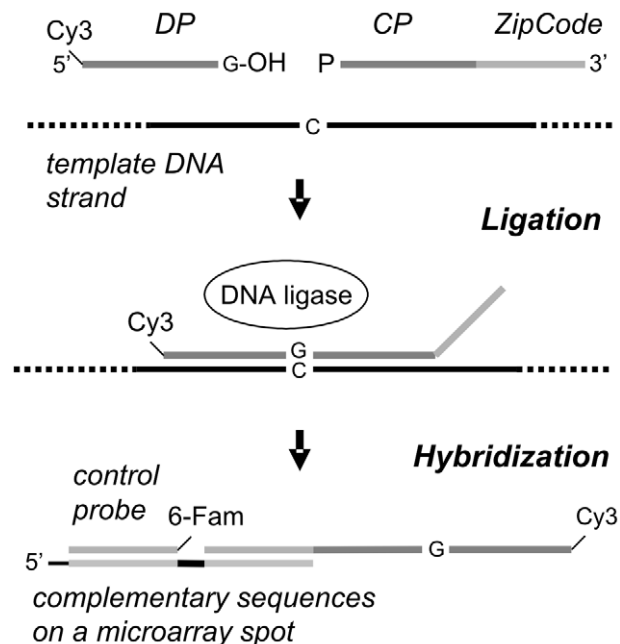 Cy3 DP CP ZipCode
5’ G-OH P 3’
C
template DNA
strand
Ligation
DNA ligase
Cy3
G
C
Hybridization
control
probe
6-Fam Cy3
G
5’
complementary sequences
on a microarray spot